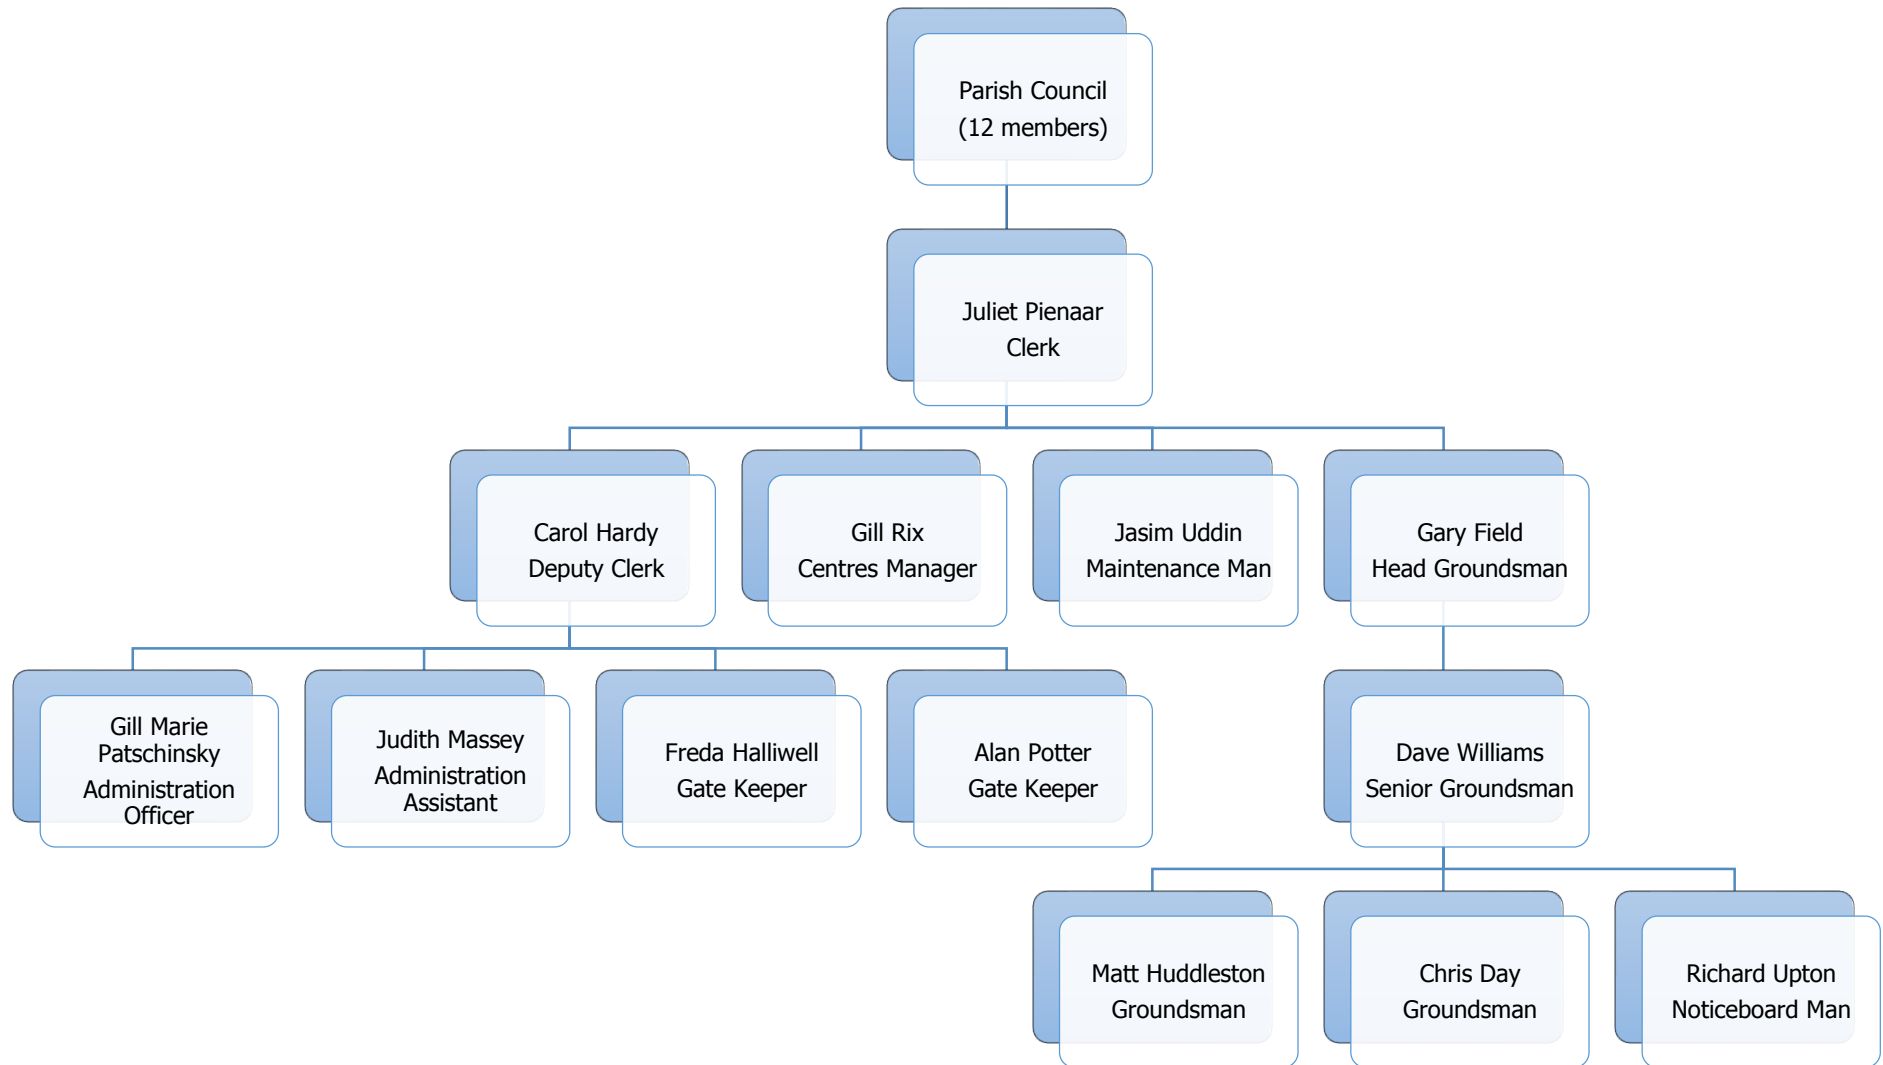 Parish Council
(12 members)
Juliet Pienaar
Clerk
Carol Hardy
Deputy Clerk
Gill Rix
Centres Manager
Jasim Uddin
Maintenance Man
Gary Field
Head Groundsman
Gill Marie
Patschinsky
Administration
Officer
Judith Massey
Administration
Assistant
Freda Halliwell
Gate Keeper
Alan Potter
Gate Keeper
Dave Williams
Senior Groundsman
Matt Huddleston
Groundsman
Chris Day
Groundsman
Richard Upton
Noticeboard Man